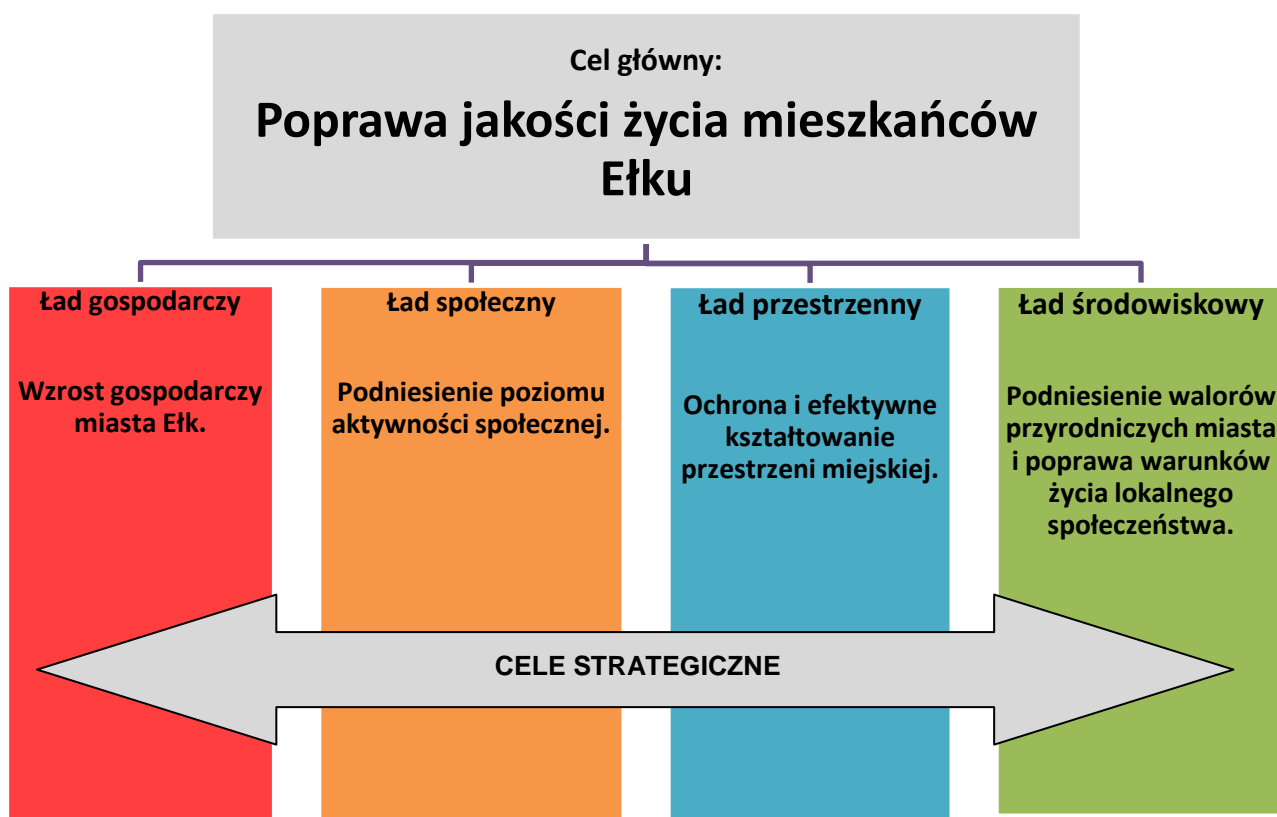 Cel główny:
Poprawa jakości życia mieszkańców
Ełku
Ład gospodarczy
Wzrost gospodarczy
miasta Ełk.
Ład społeczny
Podniesienie poziomu
aktywności społecznej.
Ład przestrzenny
Ochrona i efektywne
kształtowanie
przestrzeni miejskiej.
Ład środowiskowy
Podniesienie walorów
przyrodniczych miasta
i poprawa warunków
życia lokalnego
społeczeństwa.
CELE STRATEGICZNE